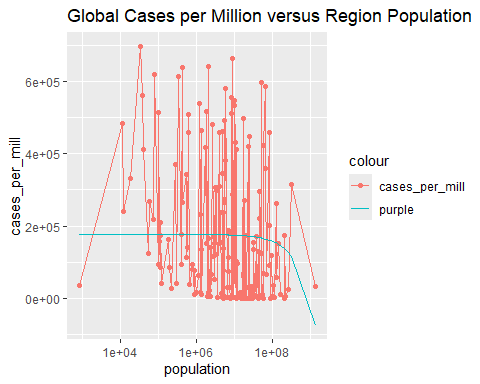 Global Cases per Million versus Region Population
6e+05
4e+05
2e+05
0e+00
cases_per_mill
1e+04
1e+06
1e+08
population
colour
cases_per_mill
purple